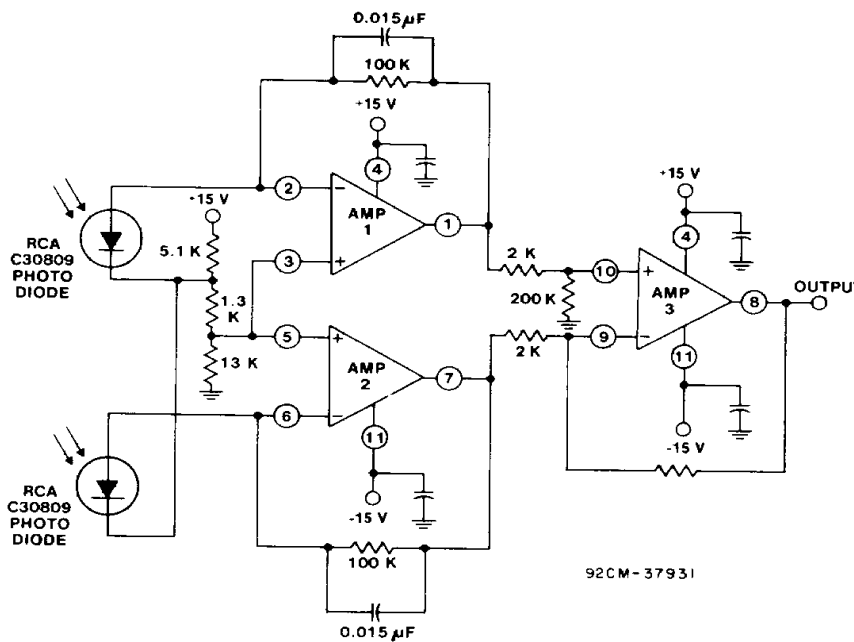 0.015µF
100 K
+15 V
4
2
−
AMP
1
1
3
+
+15 V
5.1 K
1.3
K
13 K
RCA
C30809
PHOTO
DIODE
5
+
AMP
2
7
6
−
11
-15 V
100 K
0.015µF
RCA
C30809
PHOTO
DIODE
2 K
200 K
2 K
+15 V
4
10
+
AMP
3
8
OUTPUT
9
−
11
-15 V
92CM-37931